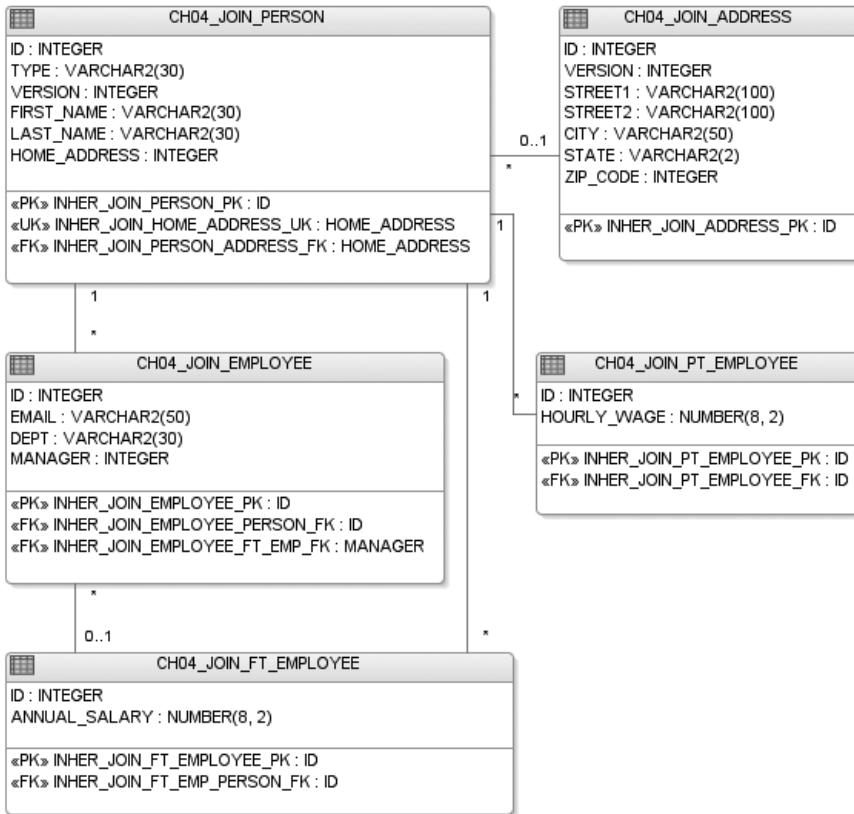 CH04_JOIN_PERSON
ID : INTEGER
TYPE : VARCHAR2(30)
VERSION : INTEGER
FIRST_NAME : VARCHAR2(30)
LAST_NAME : VARCHAR2(30)
HOME_ADDRESS : INTEGER
«PK» INHER_JOIN_PERSON_PK : ID
«UK» INHER_JOIN_HOME_ADDRESS_UK : HOME_ADDRESS
«FK» INHER_JOIN_PERSON_ADDRESS_FK : HOME_ADDRESS
CH04_JOIN_ADDRESS
ID : INTEGER
VERSION : INTEGER
STREET1 : VARCHAR2(100)
STREET2 : VARCHAR2(100)
CITY : VARCHAR2(50)
STATE : VARCHAR2(2)
ZIP_CODE : INTEGER
«PK» INHER_JOIN_ADDRESS_PK : ID
0..1
*
1
1
1
*
*
CH04_JOIN_EMPLOYEE
ID : INTEGER
EMAIL : VARCHAR2(50)
DEPT : VARCHAR2(30)
MANAGER : INTEGER
«PK» INHER_JOIN_EMPLOYEE_PK : ID
«FK» INHER_JOIN_EMPLOYEE_PERSON_FK : ID
«FK» INHER_JOIN_EMPLOYEE_FT_EMP_FK : MANAGER
CH04_JOIN_PT_EMPLOYEE
ID : INTEGER
HOURLY_WAGE : NUMBER(8, 2)
«PK» INHER_JOIN_PT_EMPLOYEE_PK : ID
«FK» INHER_JOIN_PT_EMPLOYEE_FK : ID
*
0..1
*
CH04_JOIN_FT_EMPLOYEE
ID : INTEGER
ANNUAL_SALARY : NUMBER(8, 2)
«PK» INHER_JOIN_FT_EMPLOYEE_PK : ID
«FK» INHER_JOIN_FT_EMP_PERSON_FK : ID